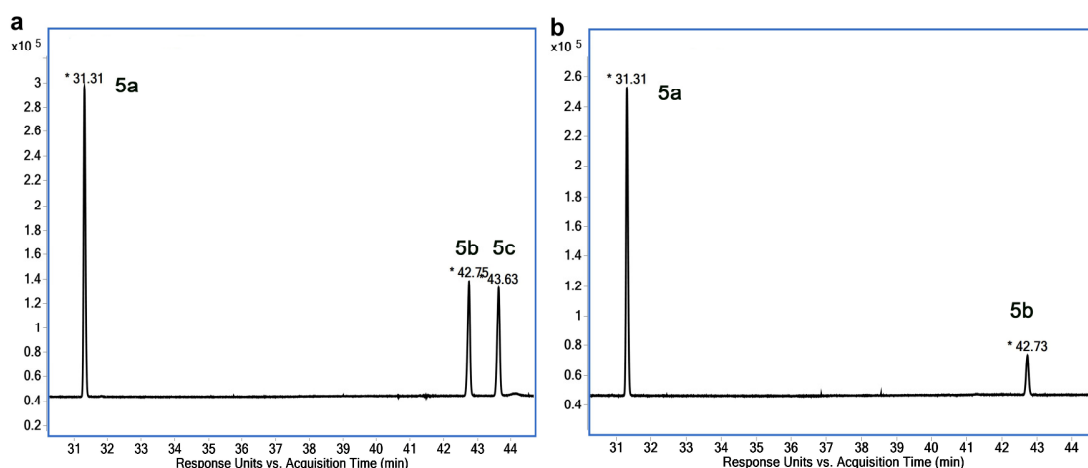 a
x10 5
* 31.31
5a
3
2.8
2.6
2.4
2.2
2
1.8
1.6
1.4
1.2
1
0.8
0.6
0.4
0.2
5b 5c
* 42.75 * 43.63
31 32 33 34 35 36 37 38 39 40 41 42 43 44
Response Units vs. Acquisition Time (min)
b
x10 5
* 31.31
5a
2.6
2.4
2.2
2
1.8
1.6
1.4
1.2
1
0.8
0.6
0.4
5b
* 42.73
31 32 33 34 35 36 37 38 39 40 41 42 43 44
Response Units vs. Acquisition Time (min)